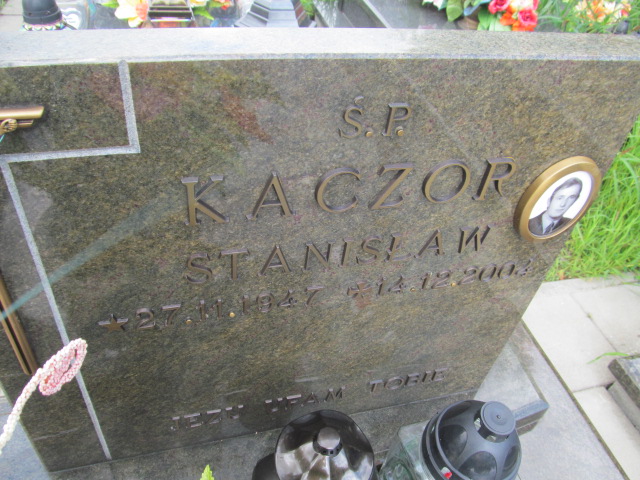 Ś.P.
KACZOR
STANISŁAW
*27.11.1947 +14.12.2003
JEZU UFAM TOBIE